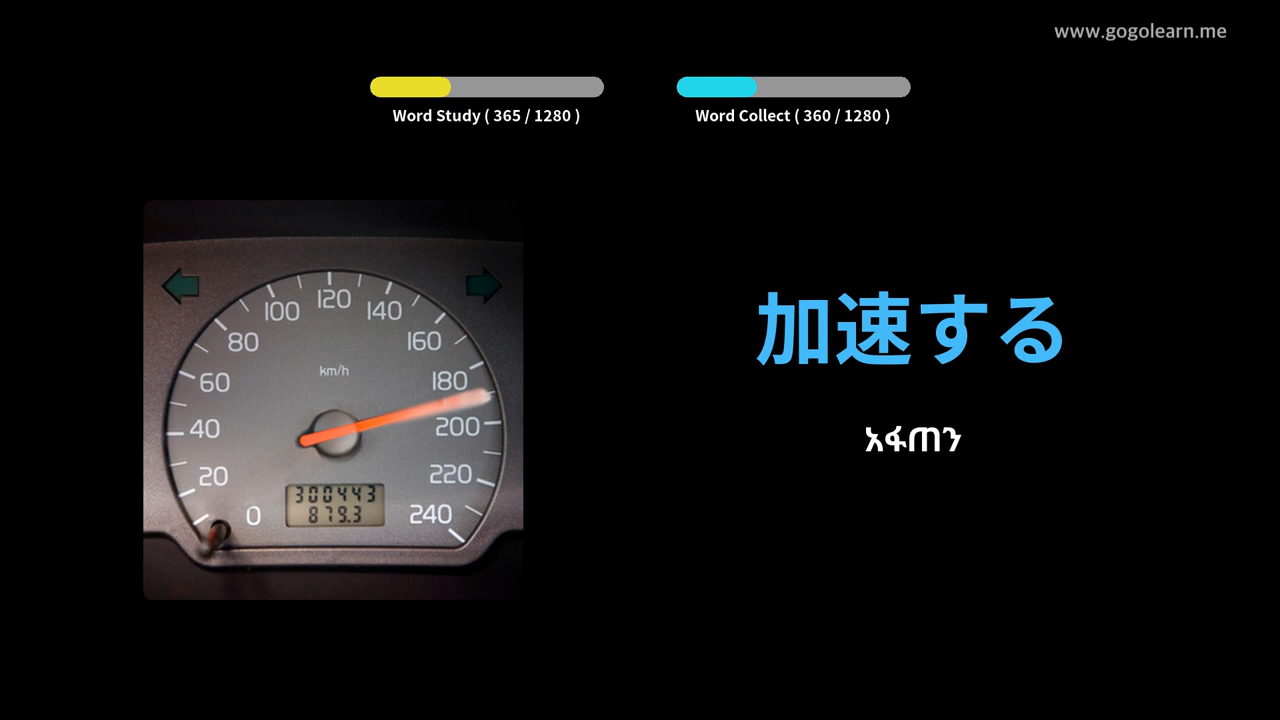 www.gogolearn.me
Word Study ( 365 / 1280 )
Word Collect ( 360 / 1280 )
加速する
አፋጠን
120
100
140
80
160
km/h
60
180
40
200
20
220
0
240
300443
879.3